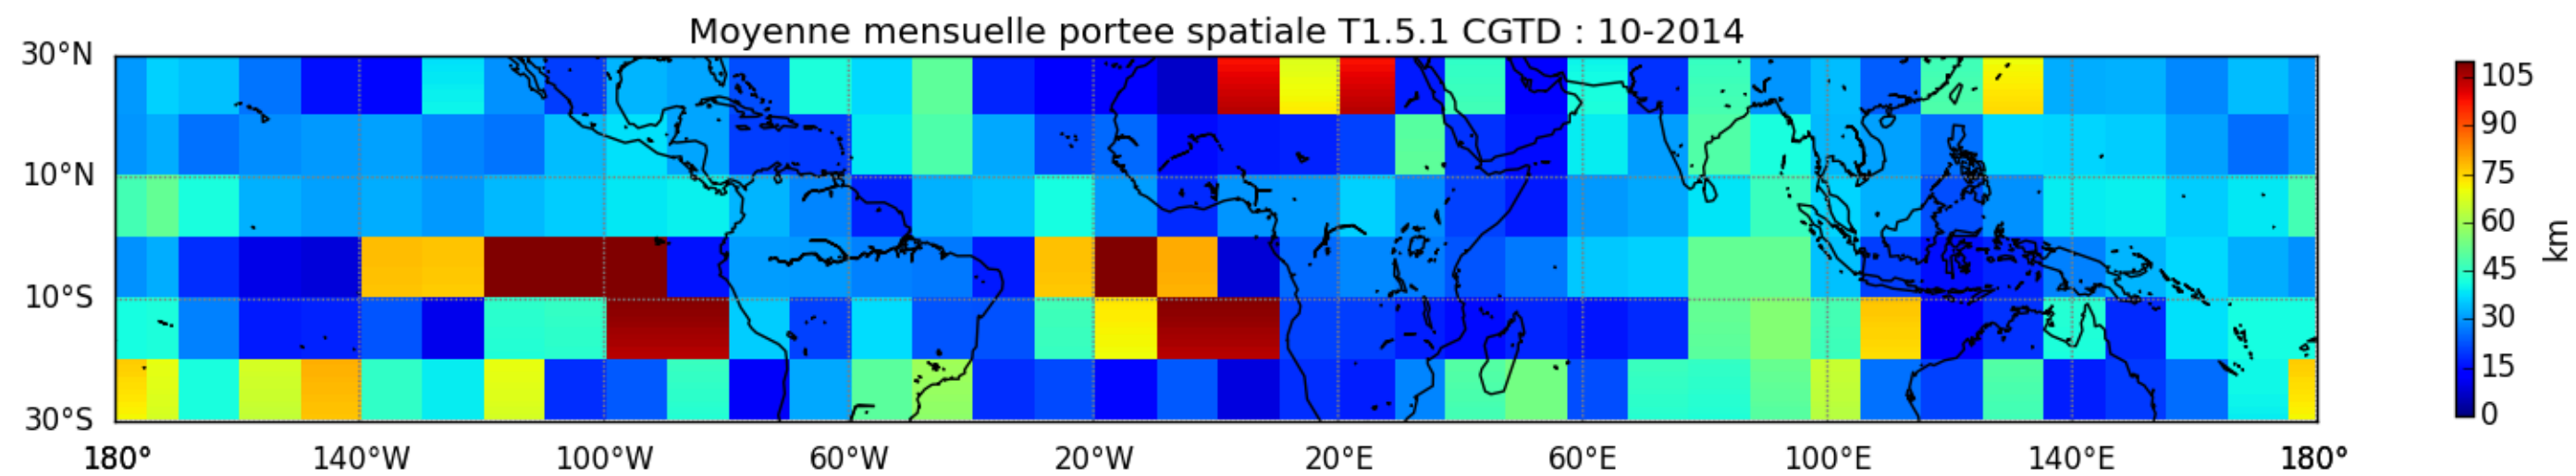 Moyenne mensuelle portee spatiale T1.5.1 CGTD : 10-2014
30°N
10°N
10°S
30°S
180° 140°W 100°W 60°W 20°W 20°E 60°E 100°E 140°E 180°
105
90
75
60
45
30
15
0
km